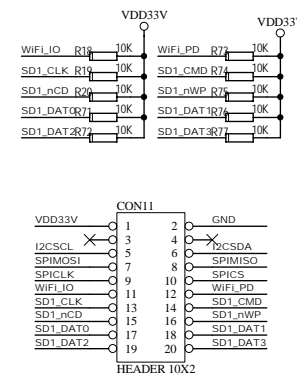 VDD33V VDD33V
WiFi_IO R18 10K WiFi_PD R73 10K
SD1_CLK R19 10K SD1_CMD R74 10K
SD1_nCD R20 10K SD1_nWP R75 10K
SD1_DAT0 R71 10K SD1_DAT1 R76 10K
SD1_DAT2 R72 10K SD1_DAT3 R77 10K
CON11
VDD33V 1 2 GND
3 4
I2CSCL 5 6 I2CSDA
SPIMOSI 7 8 SPIMISO
SPICLK 9 10 SPICS
WiFi_IO 11 12 WiFi_PD
SD1_CLK 13 14 SD1_CMD
SD1_nCD 15 16 SD1_nWP
SD1_DAT0 17 18 SD1_DAT1
SD1_DAT2 19 20 SD1_DAT3
HEADER 10X2